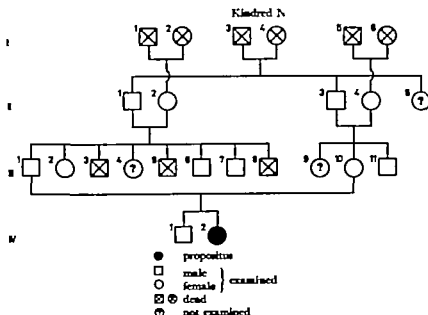 Kindred N
I
1 2 3 4 5 6
II
1 2 3 4 5 ?
III
1 2 3 4 ? 5 6 7 8 9 ? 10 11
IV
1 2
propositus
male
female } examined
dead
? not examined